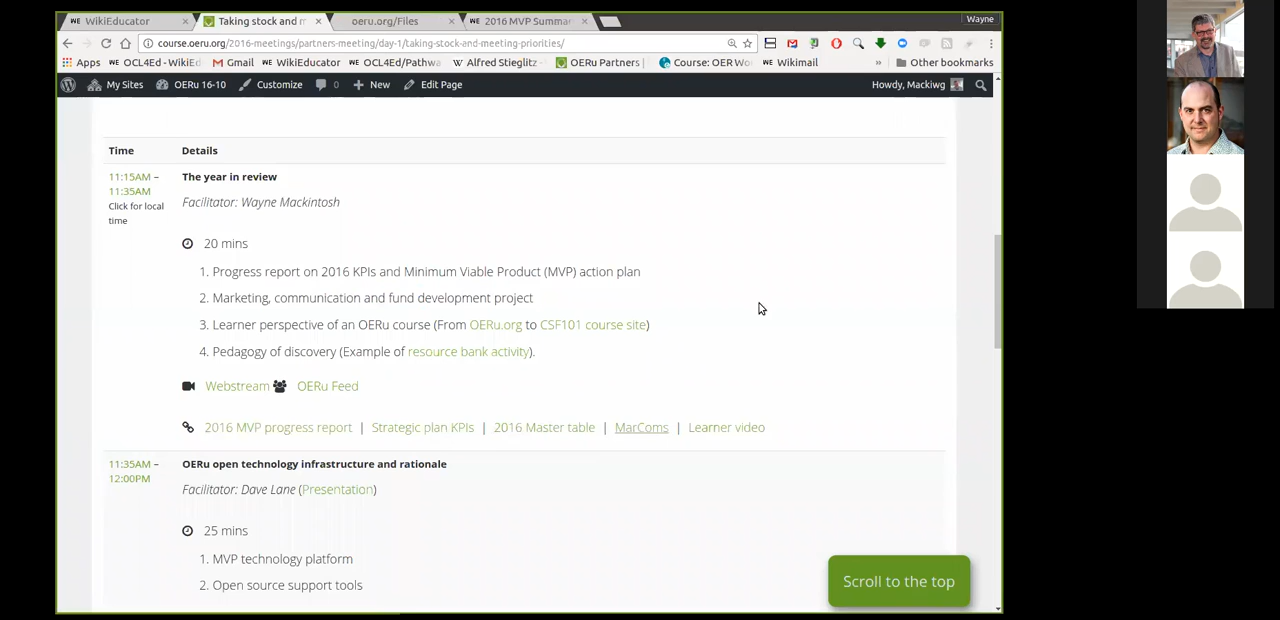 WikiEducator
Taking stock and m
oeru.org/Files
2016 MVP Summar
Wayne
course.oeru.org/2016-meetings/partners-meeting/day-1/taking-stock-and-meeting-priorities/
Apps WE OCL4Ed - WikiEd Gmail WE WikiEducator WE OCL4Ed/Pathwa W Alfred Stieglitz - OERu Partners Course: OER Wo WE Wikimail » Other bookmarks
My Sites OERu 16-10 Customize 0 New Edit Page Howdy, Mackiwg
Time Details
11:15AM –
11:35AM
Click for local
time
The year in review
Facilitator: Wayne Mackintosh
20 mins
1. Progress report on 2016 KPIs and Minimum Viable Product (MVP) action plan
2. Marketing, communication and fund development project
3. Learner perspective of an OERu course (From OERu.org to CSF101 course site)
4. Pedagogy of discovery (Example of resource bank activity).
Webstream OERu Feed
2016 MVP progress report | Strategic plan KPIs | 2016 Master table | MarComs | Learner video
11:35AM –
12:00PM
OERu open technology infrastructure and rationale
Facilitator: Dave Lane (Presentation)
25 mins
1. MVP technology platform
2. Open source support tools
Scroll to the top